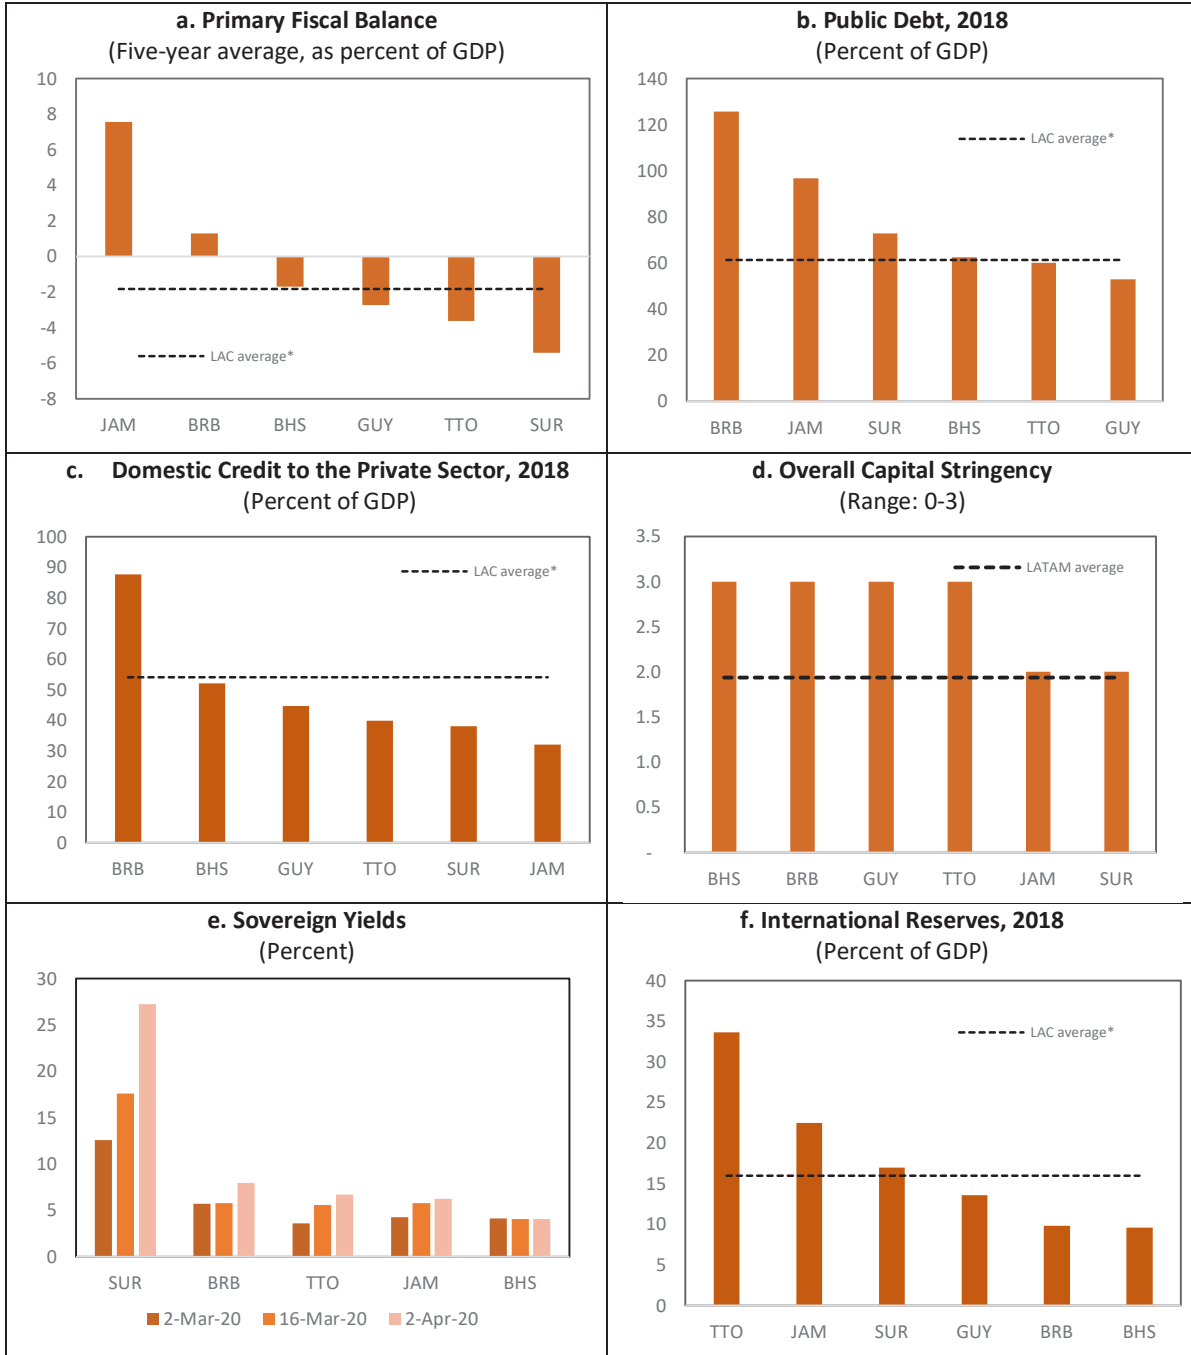 a. Primary Fiscal Balance
(Five-year average, as percent of GDP)
10
8
6
4
2
0
-2
-4
-6
-8
LAC average*
JAM BRB BHS GUY TTO SUR
b. Public Debt, 2018
(Percent of GDP)
140
120
100
80
60
40
20
0
LAC average*
BRB JAM SUR BHS TTO GUY
c. Domestic Credit to the Private Sector, 2018
(Percent of GDP)
100
90
80
70
60
50
40
30
20
10
0
LAC average*
BRB BHS GUY TTO SUR JAM
d. Overall Capital Stringency
(Range: 0-3)
3.5
3.0
2.5
2.0
1.5
1.0
0.5
-
LATAM average
BHS BRB GUY TTO JAM SUR
e. Sovereign Yields
(Percent)
30
25
20
15
10
5
0
SUR BRB TTO JAM BHS
2-Mar-20 16-Mar-20 2-Apr-20
f. International Reserves, 2018
(Percent of GDP)
40
35
30
25
20
15
10
5
0
LAC average*
TTO JAM SUR GUY BRB BHS